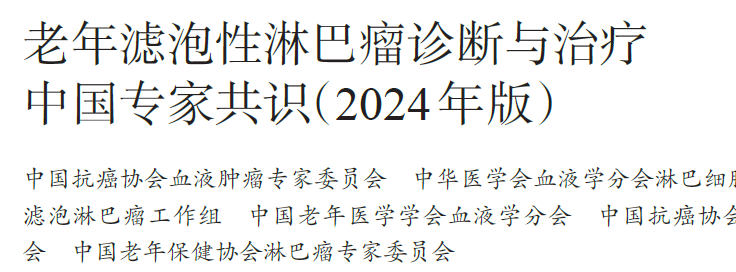 老年滤泡性淋巴瘤诊断与治疗
中国专家共识(2024年版)
中国抗癌协会血液肿瘤专家委员会 中华医学会血液学分会淋巴细胞
滤泡淋巴瘤工作组 中国老年医学学会血液学分会 中国抗癌协会
会 中国老年保健协会淋巴瘤专家委员会